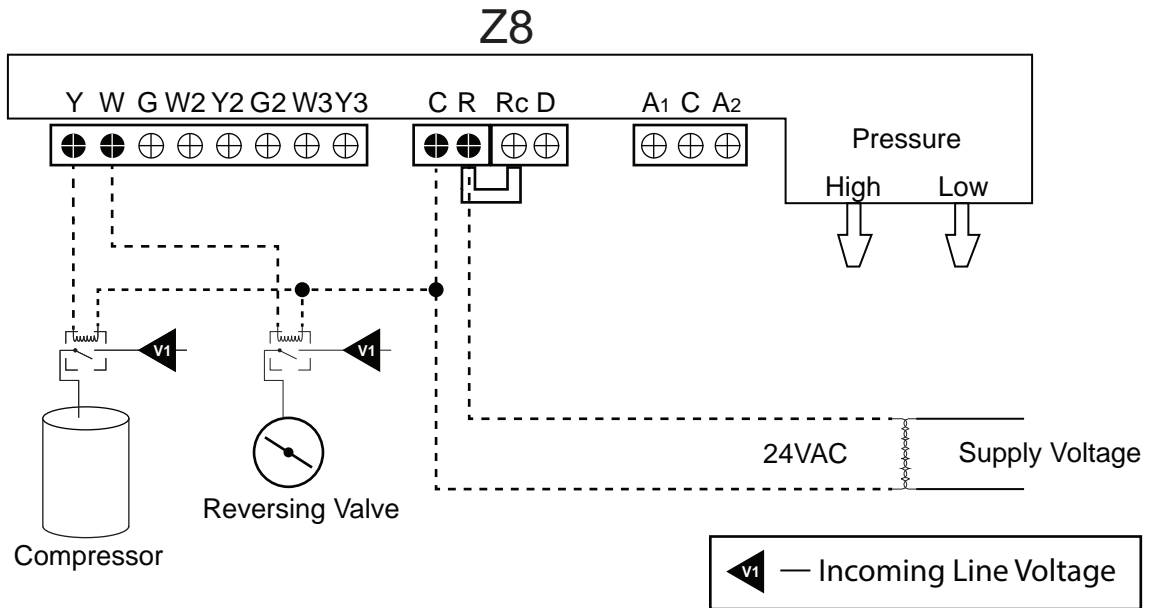 Z8
Y W G W2 Y2 G2 W3 Y3 C R Rc D A1 C A2
Pressure
High Low
V1 V1
24VAC Supply Voltage
Reversing Valve
Compressor
V1 — Incoming Line Voltage